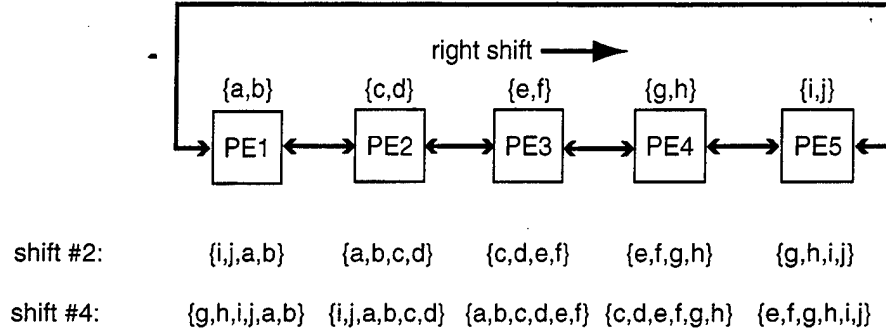 right shift
{a,b} {c,d} {e,f} {g,h} {i,j}
PE1 PE2 PE3 PE4 PE5
shift #2: {i,j,a,b} {a,b,c,d} {c,d,e,f} {e,f,g,h} {g,h,i,j}
shift #4: {g,h,i,j,a,b} {i,j,a,b,c,d} {a,b,c,d,e,f} {c,d,e,f,g,h} {e,f,g,h,i,j}